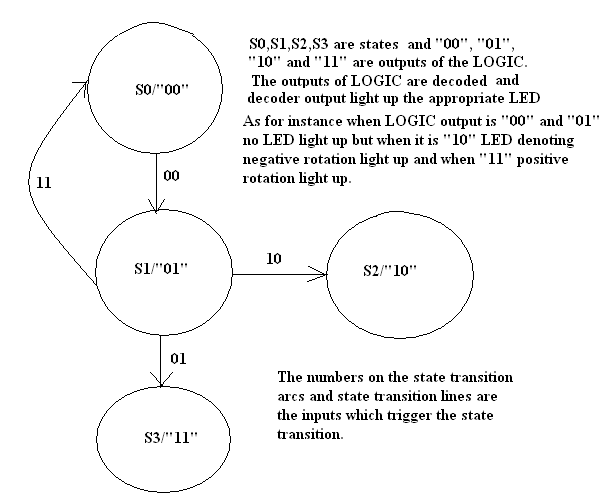 S0/"00"
S0,S1,S2,S3 are states and "00", "01",
"10" and "11" are outputs of the LOGIC.
The outputs of LOGIC are decoded and
decoder output light up the appropriate LED
As for instance when LOGIC output is "00" and "01"
no LED light up but when it is "10" LED denoting
negative rotation light up and when "11" positive
rotation light up.
11
00
S1/"01"
10
S2/"10"
01
The numbers on the state transition
arcs and state transition lines are
the inputs which trigger the state
transition.
S3/"11"